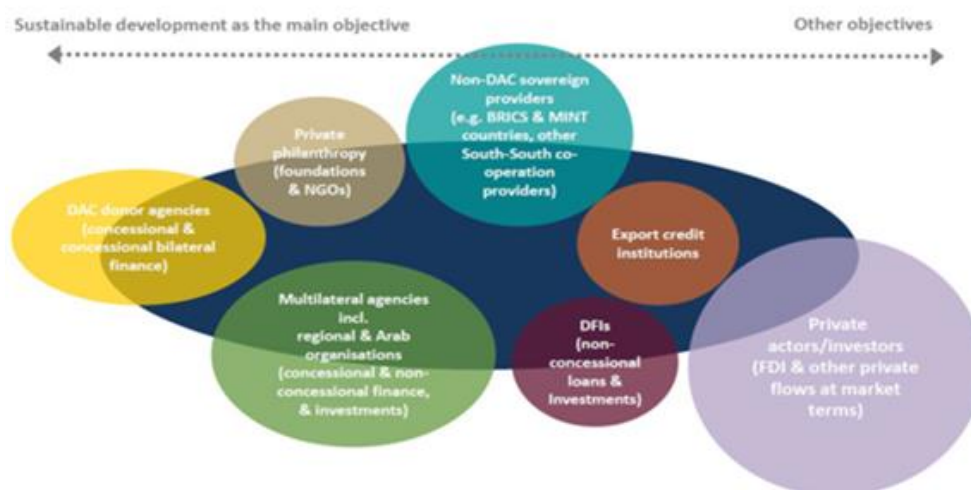 Sustainable development as the main objective
Other objectives
Non-DAC sovereign
providers
(e.g. BRICS & MINT
countries, other
South-South co-
operation
providers)
Private
philanthropy
(foundations
& NGOs)
DAC donor agencies
(concessional &
concessional bilateral
finance)
Export credit
institutions
Multilateral agencies
incl.
regional & Arab
organisations
(concessional & non-
concessional finance,
& investments)
DFIs
(non-
concessional
loans &
Investments)
Private
actors/investors
(FDI & other private
flows at market
terms)